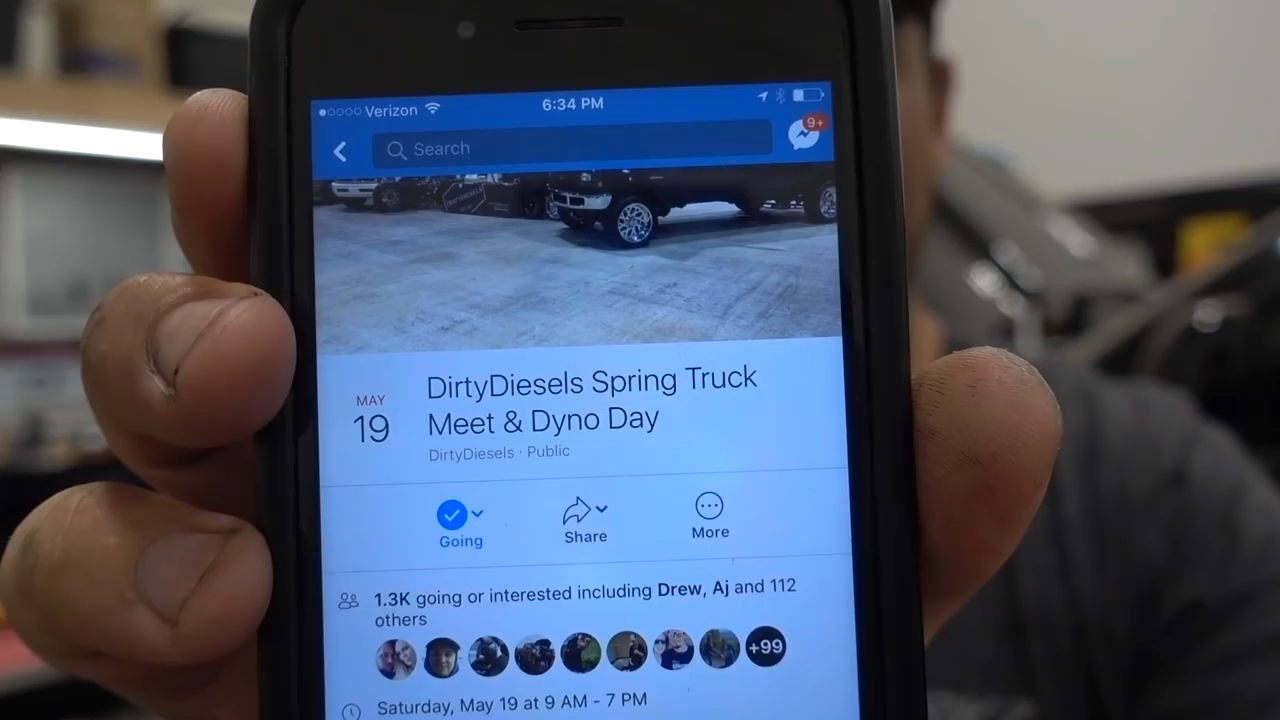 Verizon 6:34 PM
Search 9+
MAY
19
DirtyDiesels Spring Truck
Meet & Dyno Day
DirtyDiesels · Public
Going Share More
1.3K going or interested including Drew, Aj and 112
others
+99
Saturday, May 19 at 9 AM - 7 PM